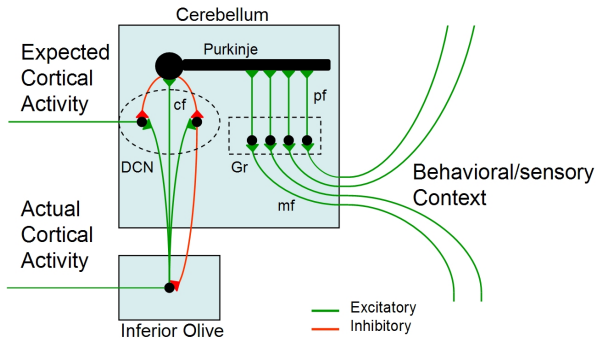 Cerebellum
Expected
Cortical
Activity
Purkinje
cf
pf
DCN
Gr
mf
Behavioral/sensory
Context
Actual
Cortical
Activity
Inferior Olive
Excitatory
Inhibitory